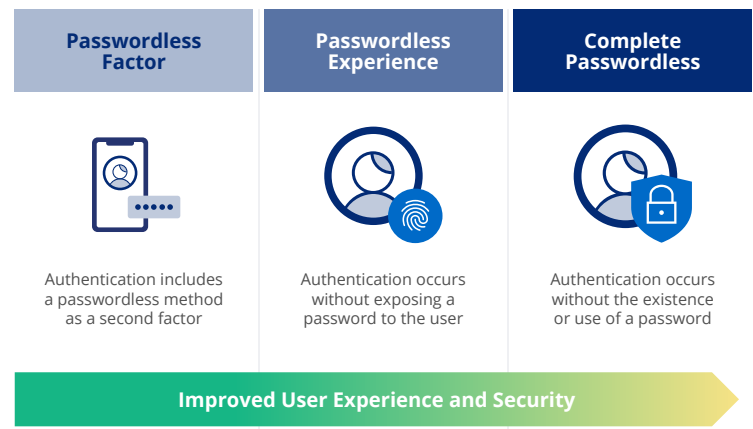 Passwordless
Factor
Passwordless
Experience
Complete
Passwordless
Authentication includes
a passwordless method
as a second factor
Authentication occurs
without exposing a
password to the user
Authentication occurs
without the existence
or use of a password
Improved User Experience and Security